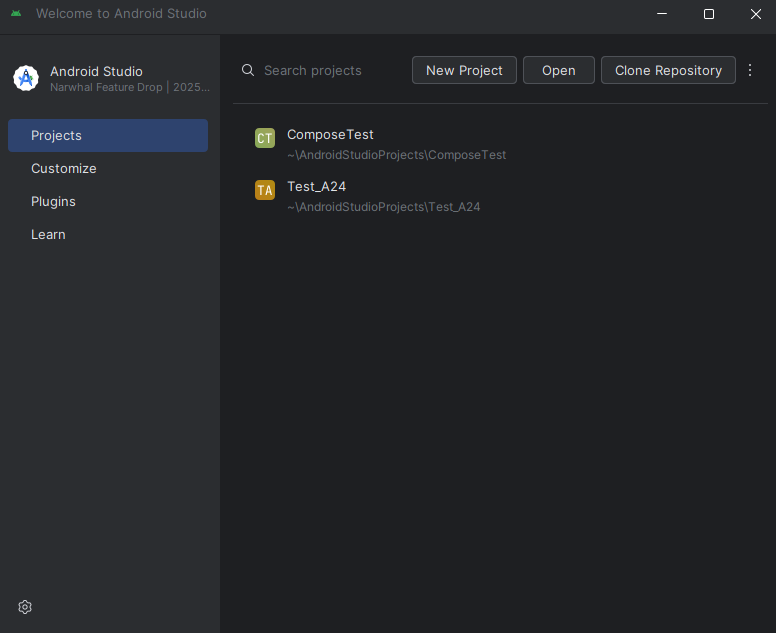 Welcome to Android Studio
Android Studio
Narwhal Feature Drop | 2025...
Projects
Customize
Plugins
Learn
Search projects
New Project
Open
Clone Repository
CT
ComposeTest
~\AndroidStudioProjects\ComposeTest
TA
Test_A24
~\AndroidStudioProjects\Test_A24